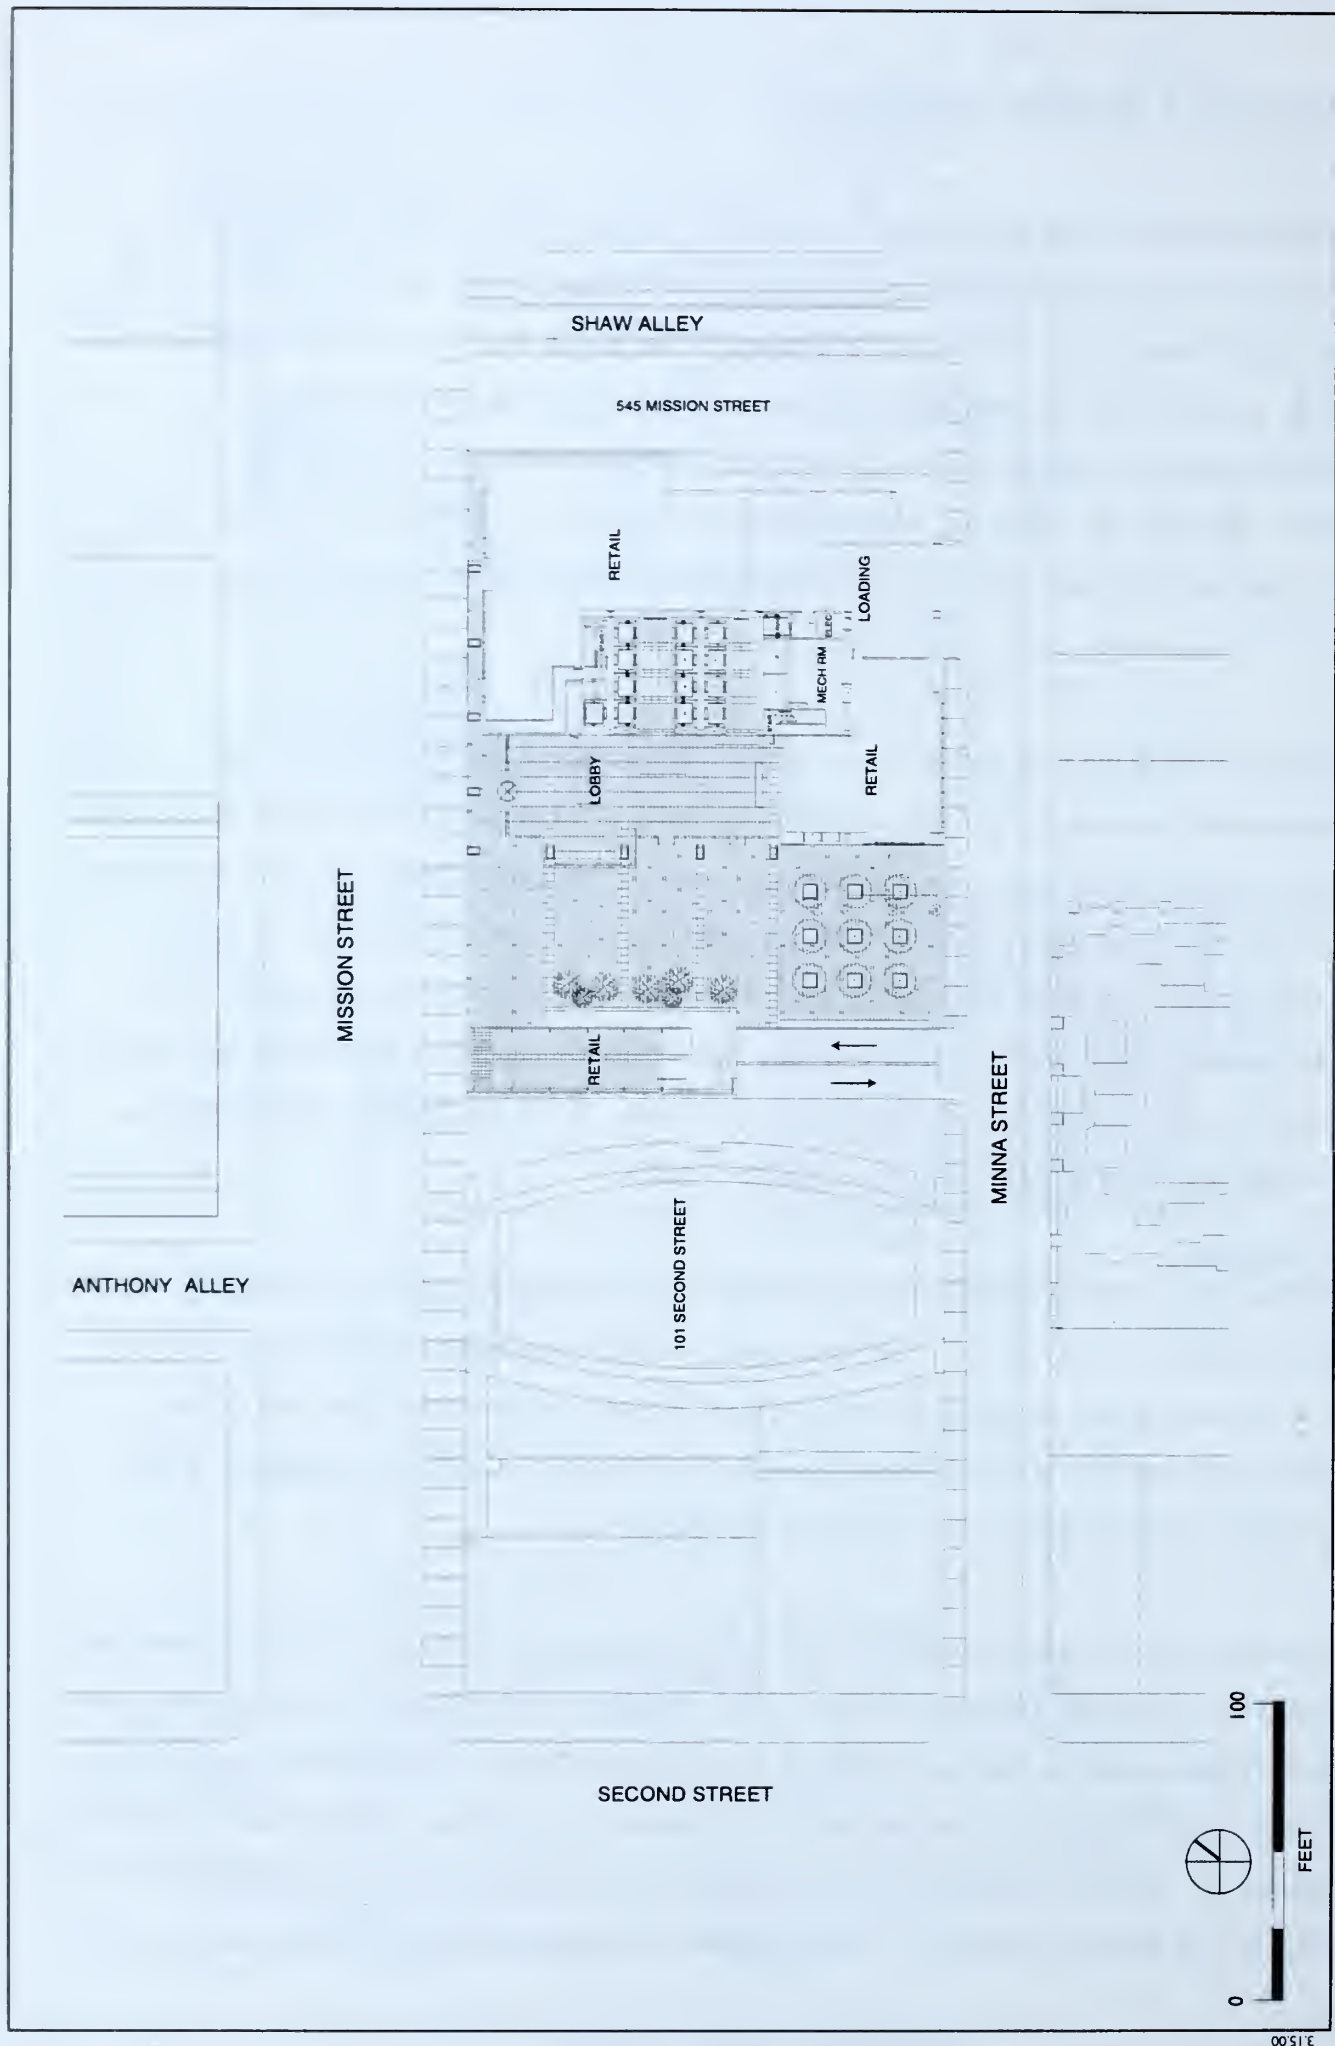 SHAW ALLEY
545 MISSION STREET
RETAIL
LOADING
ELEC
MECH RM
LOBBY
RETAIL
MISSION STREET
RETAIL
MINNA STREET
101 SECOND STREET
ANTHONY ALLEY
SECOND STREET
0
100
FEET
3.15.00